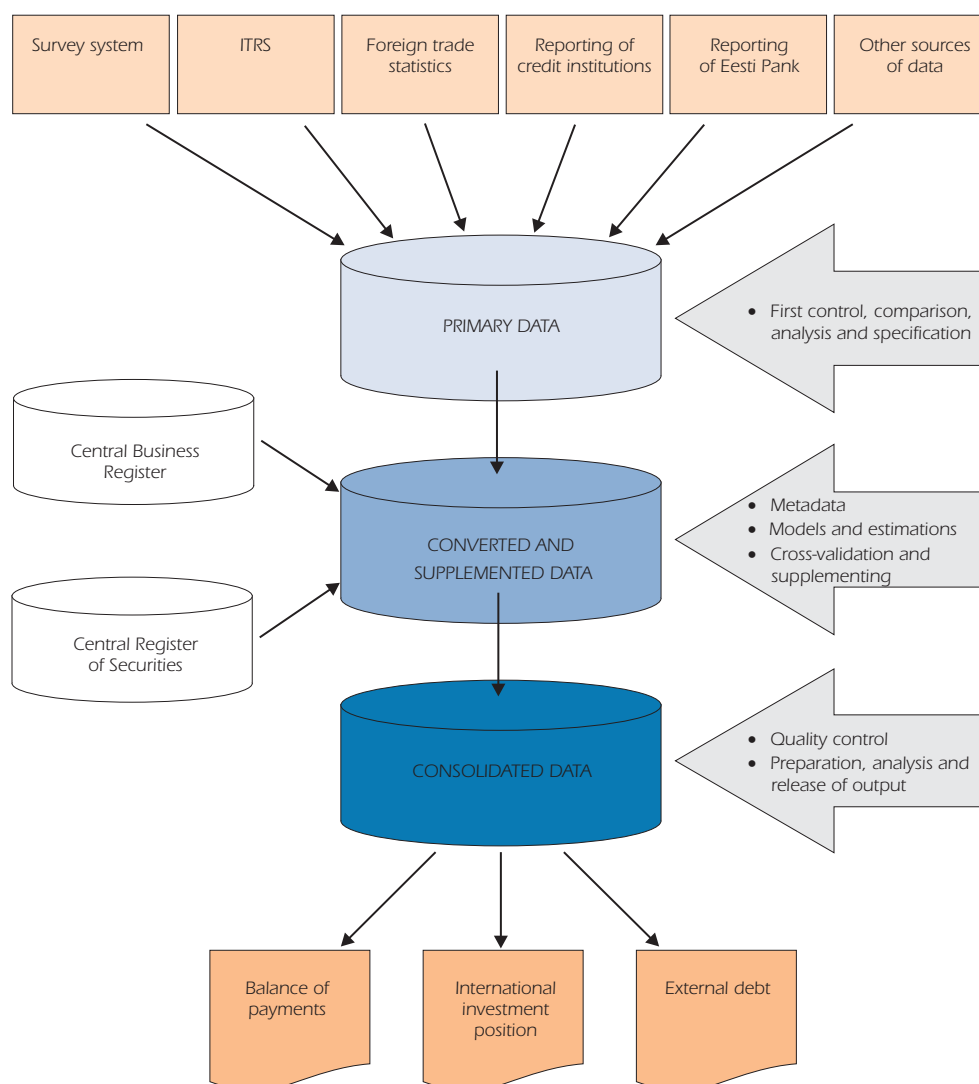 Survey system
ITRS
Foreign trade
statistics
Reporting of
credit institutions
Reporting
of Eesti Pank
Other sources
of data
PRIMARY DATA
• First control, comparison,
analysis and specification
Central Business
Register
CONVERTED AND
SUPPLEMENTED DATA
• Metadata
• Models and estimations
• Cross-validation and
supplementing
Central Register
of Securities
CONSOLIDATED DATA
• Quality control
• Preparation, analysis and
release of output
Balance of
payments
International
investment
position
External debt